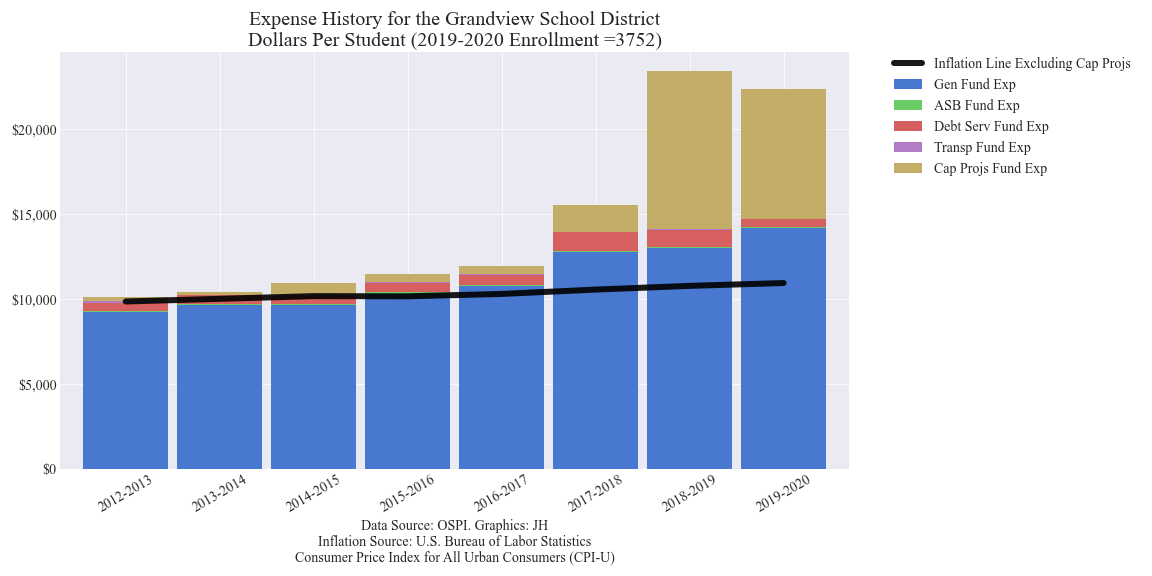 Expense History for the Grandview School District
Dollars Per Student (2019-2020 Enrollment =3752)
Inflation Line Excluding Cap Projs
Gen Fund Exp
ASB Fund Exp
Debt Serv Fund Exp
Transp Fund Exp
Cap Projs Fund Exp
$20,000
$15,000
$10,000
$5,000
$0
2012-2013
2013-2014
2014-2015
2015-2016
2016-2017
2017-2018
2018-2019
2019-2020
Data Source: OSPI. Graphics: JH
Inflation Source: U.S. Bureau of Labor Statistics
Consumer Price Index for All Urban Consumers (CPI-U)